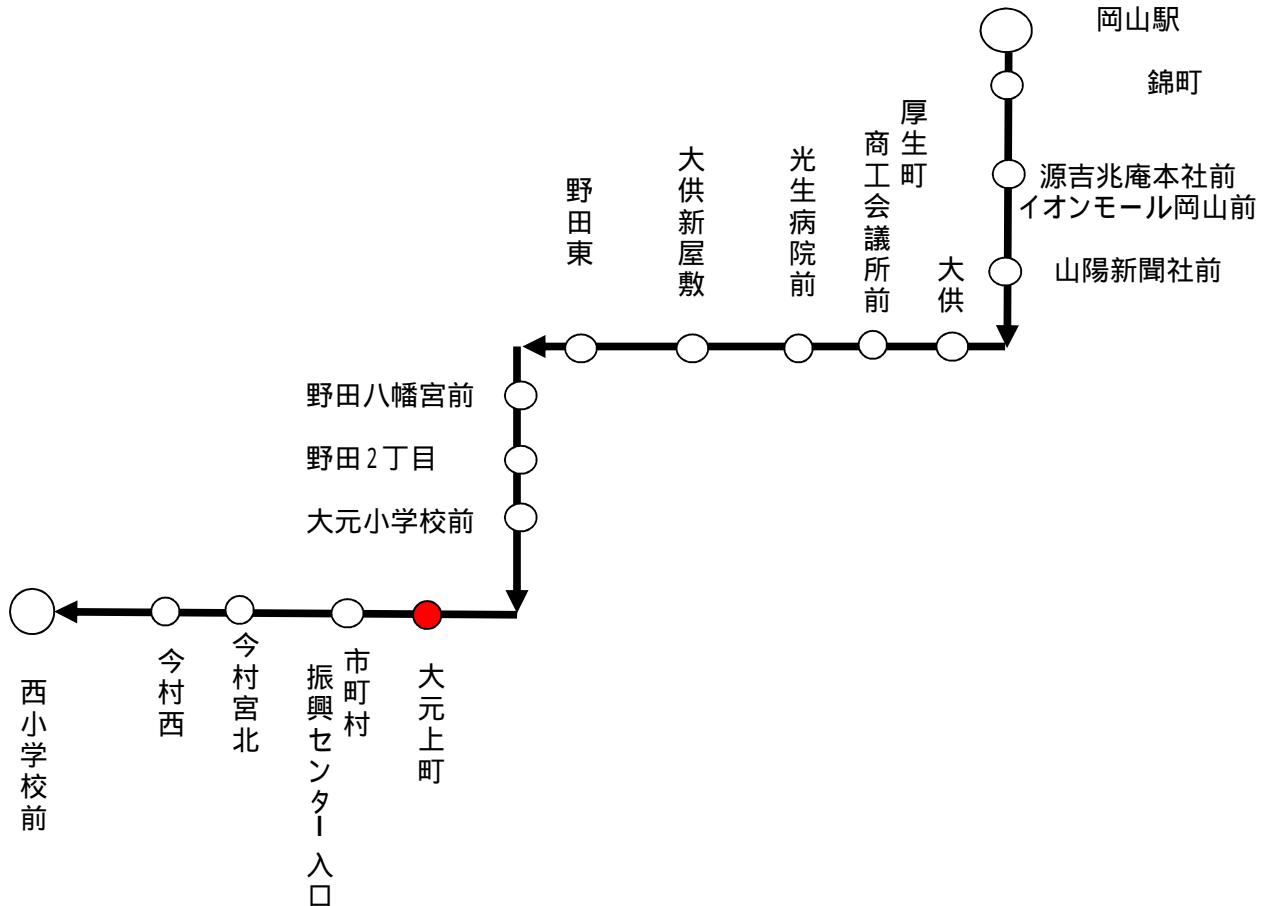 岡山駅
錦町
源吉兆庵本社前
イオンモール岡山前
山陽新聞社前
大供
厚生町
商工会議所前
光生病院前
大供新屋敷
野田東
野田八幡宮前
野田2丁目
大元小学校前
大元上町
市町村
振興センター入口
今村宮北
今村西
西小学校前